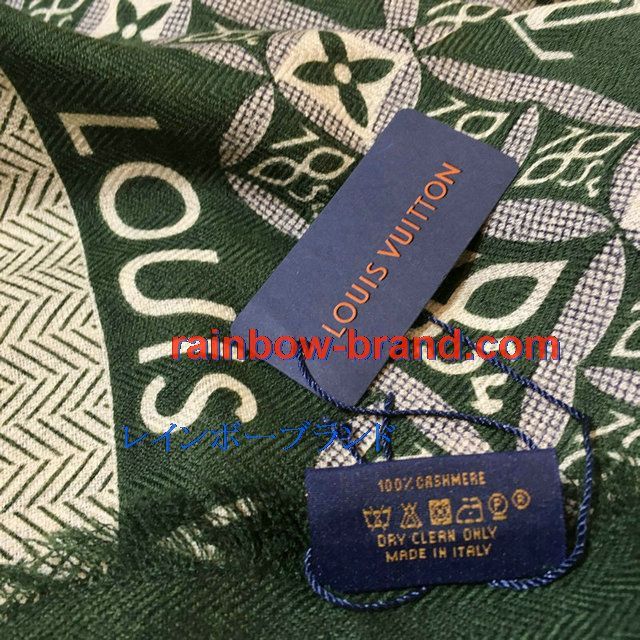 LOUIS
LOUIS VUITTON
rainbow-brand.com
レインボーブランド
100% CASHMERE
DRY CLEAN ONLY
MADE IN ITALY